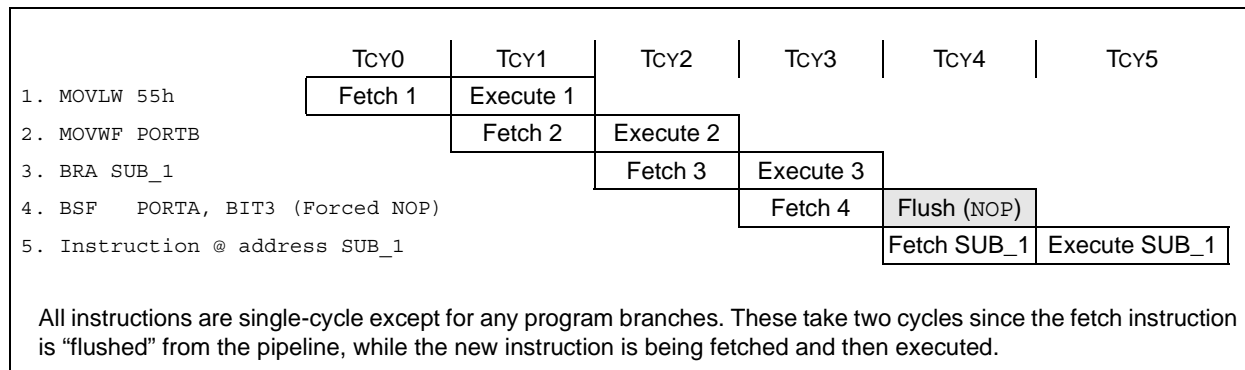 TCY0 TCY1 TCY2 TCY3 TCY4 TCY5
1. MOVLW 55h Fetch 1 Execute 1
2. MOVWF PORTB Fetch 2 Execute 2
3. BRA SUB_1 Fetch 3 Execute 3
4. BSF PORTA, BIT3 (Forced NOP) Fetch 4 Flush (NOP)
5. Instruction @ address SUB_1 Fetch SUB_1 Execute SUB_1
All instructions are single-cycle except for any program branches. These take two cycles since the fetch instruction
is “flushed” from the pipeline, while the new instruction is being fetched and then executed.